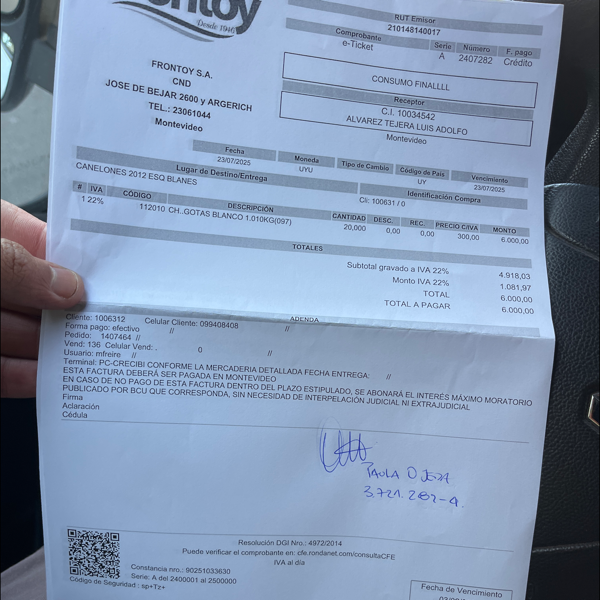 Desde 1940
RUT Emisor
210148140017
Comprobante Serie Número F. pago
e-Ticket A 2407282 Crédito
FRONTOY S.A.
CND
JOSE DE BEJAR 2600 y ARGERICH
TEL.: 23061044
Montevideo
CONSUMO FINALLLL
Receptor
C.I. 10034542
ALVAREZ TEJERA LUIS ADOLFO
Montevideo
Fecha Moneda Tipo de Cambio Código de País Vencimiento
23/07/2025 UYU UY 23/07/2025
Lugar de Destino/Entrega Identificación Compra
CANELONES 2012 ESQ BLANES Cli: 100631 / 0
# IVA CÓDIGO DESCRIPCIÓN CANTIDAD DESC. REC. PRECIO C/IVA MONTO
1 22% 112010 CH..GOTAS BLANCO 1.010KG(097) 20,000 0,00 0,00 300,00 6.000,00
TOTALES
Subtotal gravado a IVA 22% 4.918,03
Monto IVA 22% 1.081,97
TOTAL 6.000,00
TOTAL A PAGAR 6.000,00
ADENDA
Cliente: 1006312 Celular Cliente: 099408408 //
Forma pago: efectivo // //
Pedido: 1407464 //
Vend: 136 Celular Vend: . 0 //
Usuario: mfreire //
Terminal: PC-CRECIBI CONFORME LA MERCADERIA DETALLADA FECHA ENTREGA: //
ESTA FACTURA DEBERÁ SER PAGADA EN MONTEVIDEO
EN CASO DE NO PAGO DE ESTA FACTURA DENTRO DEL PLAZO ESTIPULADO, SE ABONARÁ EL INTERÉS MÁXIMO MORATORIO
PUBLICADO POR BCU QUE CORRESPONDA, SIN NECESIDAD DE INTERPELACIÓN JUDICIAL NI EXTRAJUDICIAL
Firma
Aclaración
Cédula
PAOLA OJEDA
3.721.202-4
Resolución DGI Nro.: 4972/2014
Puede verificar el comprobante en: cfe.rondanet.com/consultaCFE
IVA al día
Constancia nro.: 90251033630
Serie: A del 2400001 al 2500000
Código de Seguridad : sp+Tz+
Fecha de Vencimiento